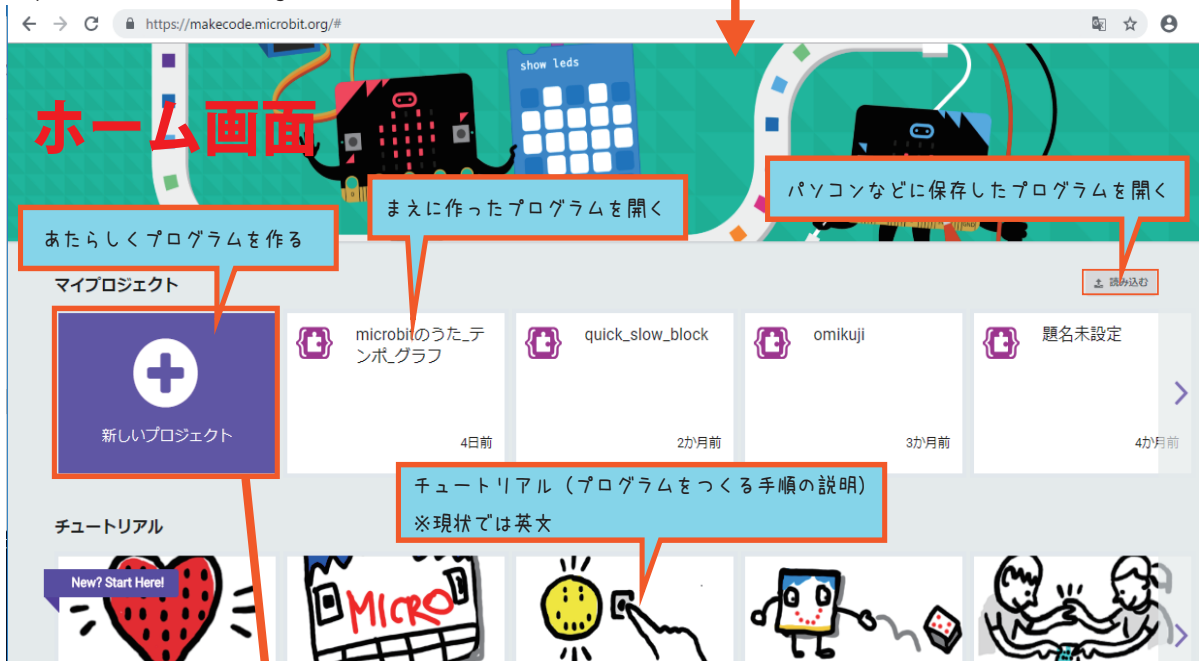 https://makecode.microbit.org/#
show leds
ホーム画面
パソコンなどに保存したプログラムを開く
まえに作ったプログラムを開く
あたらしくプログラムを作る
マイプロジェクト
読み込む
新しいプロジェクト
microbitのうた_テ
ンポ_グラフ
4日前
quick_slow_block
2か月前
omikuji
3か月前
題名未設定
4か月前
チュートリアル（プログラムをつくる手順の説明）
※現状では英文
チュートリアル
New? Start Here!
MICRO